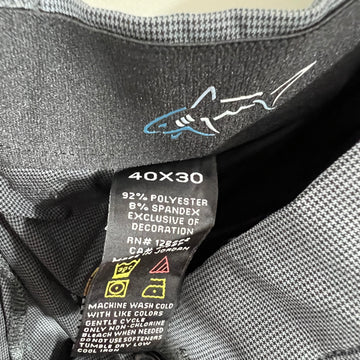 40X30
92% POLYESTER
8% SPANDEX
EXCLUSIVE OF
DECORATION
RN#
MACHINE WASH COLD
WITH LIKE COLORS
GENTLE CYCLE
ONLY NON-CHLORINE
BLEACH WHEN NEEDED
DO NOT USE SOFTENERS
TUMBLE DRY LOW
COOL IRON